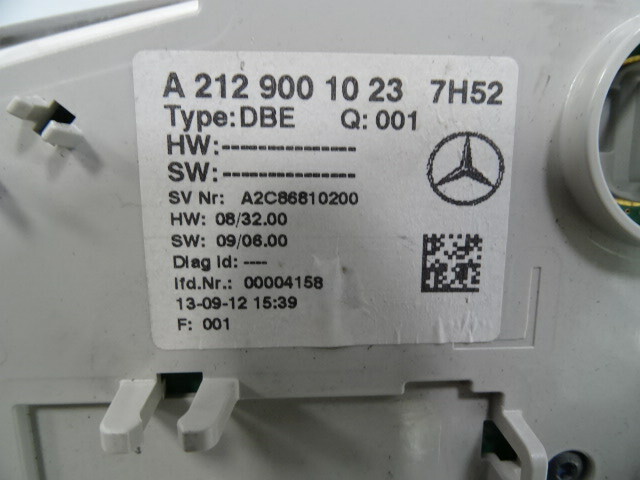 A 212 900 10 23 7H52
Type:DBE Q: 001
HW:----------------
SW:----------------
SV Nr: A2C86810200
HW: 08/32.00
SW: 09/06.00
Diag Id: ----
lfd.Nr.: 00004158
13-09-12 15:39
F: 001